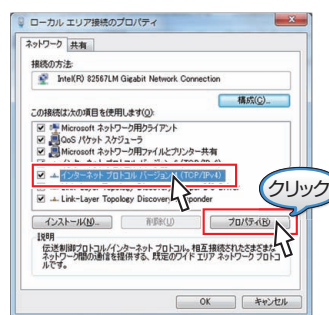 ローカル エリア接続のプロパティ
ネットワーク 共有
接続の方法:
Intel(R) 82567LM Gigabit Network Connection
構成(C)...
この接続は次の項目を使用します(O):
Microsoft ネットワーク用クライアント
QoS パケット スケジューラ
Microsoft ネットワーク用ファイルとプリンター共有
インターネット プロトコル バージョン (TCP/IPv4)
Link-Layer Topology Discovery Responder
クリック
インストール(N)... 削除(U) プロパティ(R)
説明
伝送制御プロトコル/インターネット プロトコル。相互接続されたさまざまな
ネットワーク間の通信を提供する、既定のワイド エリア ネットワーク プロトコ
ルです。
OK キャンセル